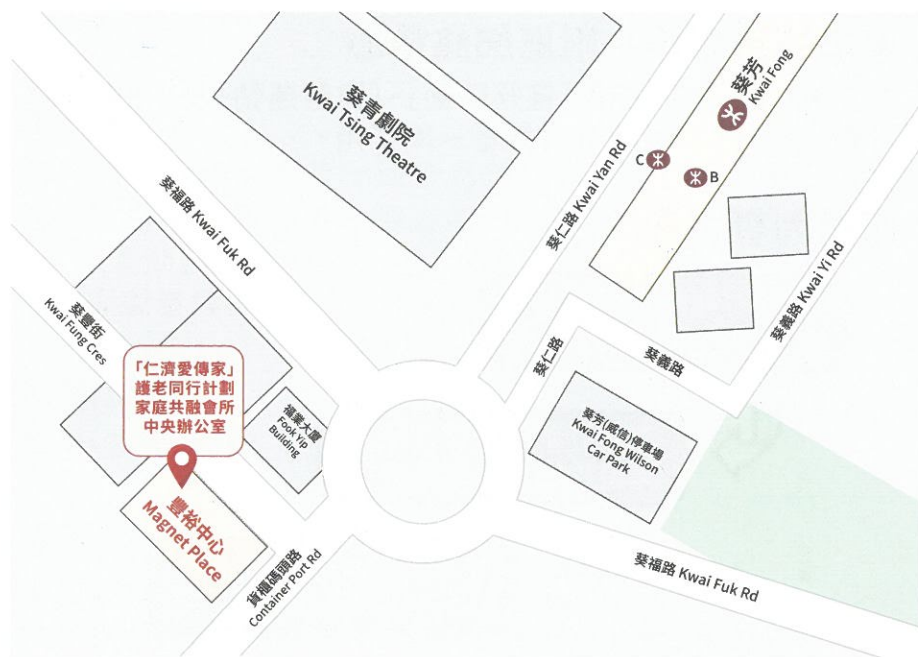 葵芳
Kwai Fong
葵青劇院
Kwai Tsing Theatre
C
B
葵仁路 Kwai Yan Rd
葵福路 Kwai Fuk Rd
葵義路 Kwai Yi Rd
葵豐街
Kwai Fung Cres
葵仁路
葵義路
「仁濟愛傳家」
護老同行計劃
家庭共融會所
中央辦公室
福業大廈
Fook Yip
Building
葵芳(威信)停車場
Kwai Fong Wilson
Car Park
豐裕中心
Magnet Place
貨櫃碼頭路
Container Port Rd
葵福路 Kwai Fuk Rd